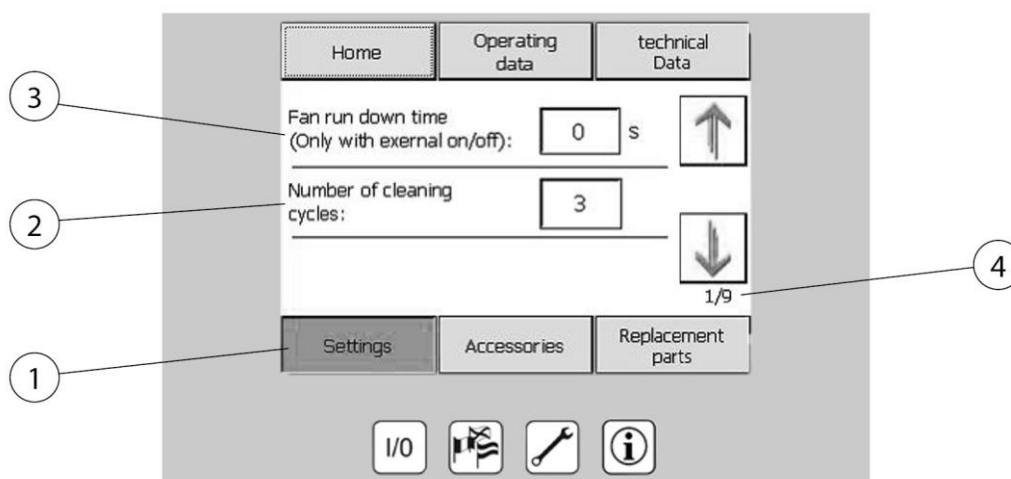 Home
Operating
data
technical
Data
3
Fan run down time
(Only with exernal on/off):
0
s
2
Number of cleaning
cycles:
3
4
1/9
1
Settings
Accessories
Replacement
parts
I/0
i